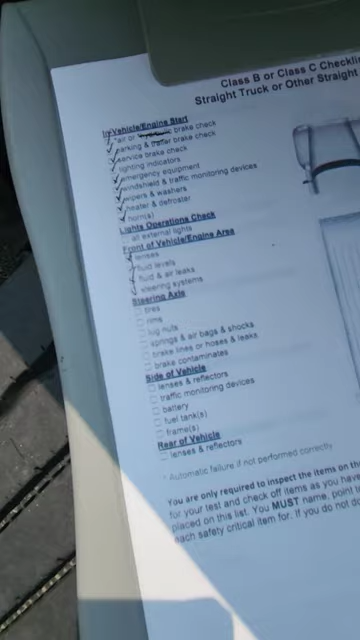 Class B or Class C Checklis
Straight Truck or Other Straight
In-Vehicle/Engine Start
air or hydraulic brake check
parking & trailer brake check
service brake check
lighting indicators
emergency equipment
windshield & traffic monitoring devices
wipers & washers
heater & defroster
horn(s)
Lights Operations Check
all external lights
Front of Vehicle/Engine Area
lenses
fluid levels
fluid & air leaks
steering systems
Steering Axle
tires
rims
lug nuts
springs & air bags & shocks
brake lines or hoses & leaks
brake contaminates
Side of Vehicle
lenses & reflectors
traffic monitoring devices
battery
fuel tank(s)
frame(s)
Rear of Vehicle
lenses & reflectors
* Automatic failure if not performed correctly
You are only required to inspect the items on th
for your test and check off items as you have
placed on this list. You MUST name, point t
each safety critical item for. If you do not do